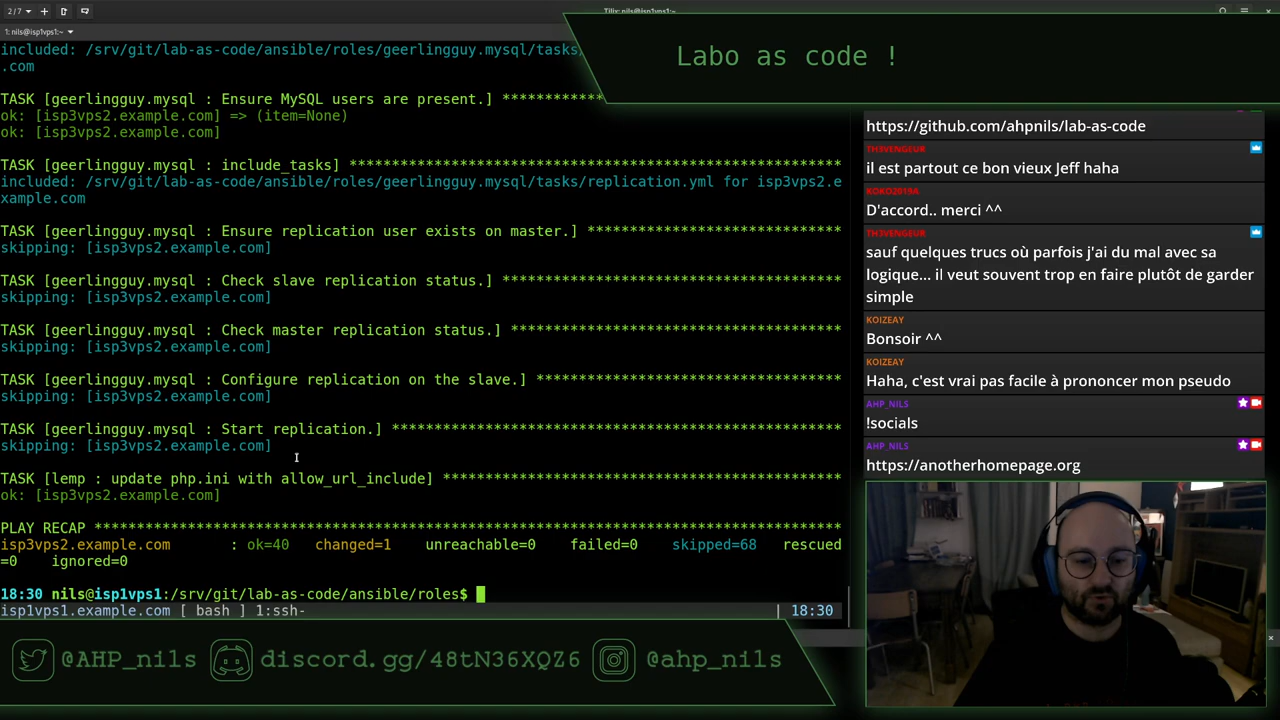 2/7
Tilix: nils@isp1vps1:~
1: nils@isp1vps1:~
included: /srv/git/lab-as-code/ansible/roles/geerlingguy.mysql/tasks/
.com
TASK [geerlingguy.mysql : Ensure MySQL users are present.] ************
ok: [isp3vps2.example.com] => (item=None)
ok: [isp3vps2.example.com]
TASK [geerlingguy.mysql : include_tasks] **********************************************************
included: /srv/git/lab-as-code/ansible/roles/geerlingguy.mysql/tasks/replication.yml for isp3vps2.e
xample.com
TASK [geerlingguy.mysql : Ensure replication user exists on master.] ******************************
skipping: [isp3vps2.example.com]
TASK [geerlingguy.mysql : Check slave replication status.] ****************************************
skipping: [isp3vps2.example.com]
TASK [geerlingguy.mysql : Check master replication status.] ***************************************
skipping: [isp3vps2.example.com]
TASK [geerlingguy.mysql : Configure replication on the slave.] ************************************
skipping: [isp3vps2.example.com]
TASK [geerlingguy.mysql : Start replication.] *****************************************************
skipping: [isp3vps2.example.com]
TASK [lemp : update php.ini with allow_url_include] ***********************************************
ok: [isp3vps2.example.com]
PLAY RECAP ****************************************************************************************
isp3vps2.example.com : ok=40 changed=1 unreachable=0 failed=0 skipped=68 rescued
=0 ignored=0
18:30 nils@isp1vps1:/srv/git/lab-as-code/ansible/roles$
isp1vps1.example.com [ bash ] 1:ssh- | 18:30
Labo as code !
https://github.com/ahpnils/lab-as-code
TH3VENGEUR
il est partout ce bon vieux Jeff haha
KOKO2019A
D'accord.. merci ^^
TH3VENGEUR
sauf quelques trucs où parfois j'ai du mal avec sa
logique... il veut souvent trop en faire plutôt de garder
simple
KOIZEAY
Bonsoir ^^
KOIZEAY
Haha, c'est vrai pas facile à prononcer mon pseudo
AHP_NILS
!socials
AHP_NILS
https://anotherhomepage.org
@AHP_nils discord.gg/48tN36XQZ6 @ahp_nils